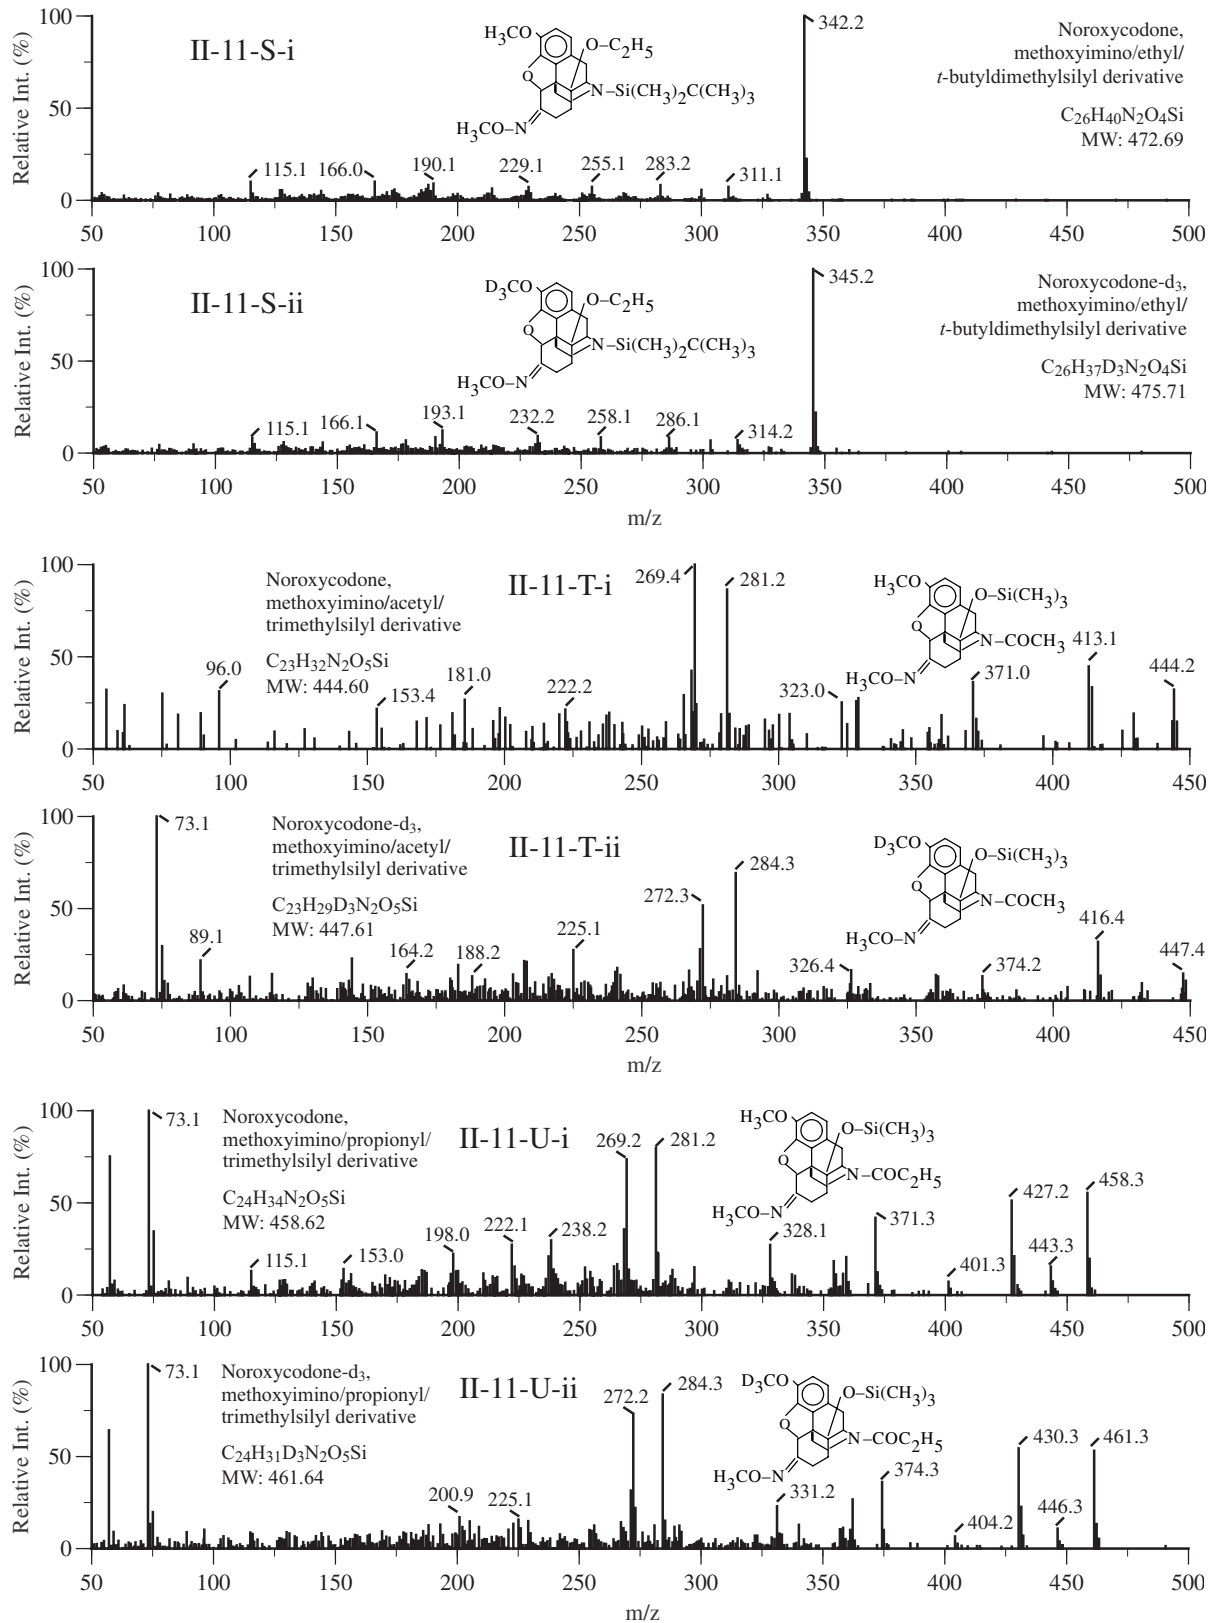 II-11-S-i
Relative Int. (%)
100
50
0
H₃CO
O–C₂H₅
O
N–Si(CH₃)₂C(CH₃)₃
H₃CO–N
342.2
Noroxycodone,
methoxyimino/ethyl/
t-butyldimethylsilyl derivative
C₂₆H₄₀N₂O₄Si
MW: 472.69
115.1 166.0 190.1 229.1 255.1 283.2 311.1
50 100 150 200 250 300 350 400 450 500
II-11-S-ii
Relative Int. (%)
100
50
0
D₃CO
O–C₂H₅
O
N–Si(CH₃)₂C(CH₃)₃
H₃CO–N
345.2
Noroxycodone-d₃,
methoxyimino/ethyl/
t-butyldimethylsilyl derivative
C₂₆H₃₇D₃N₂O₄Si
MW: 475.71
115.1 166.1 193.1 232.2 258.1 286.1 314.2
50 100 150 200 250 300 350 400 450 500
m/z
II-11-T-i
Relative Int. (%)
100
50
0
Noroxycodone,
methoxyimino/acetyl/
trimethylsilyl derivative
C₂₃H₃₂N₂O₅Si
MW: 444.60
H₃CO
O–Si(CH₃)₃
O
N–COCH₃
H₃CO–N
96.0 153.4 181.0 222.2 269.4 281.2 323.0 371.0 413.1 444.2
50 100 150 200 250 300 350 400 450
II-11-T-ii
Relative Int. (%)
100
50
0
Noroxycodone-d₃,
methoxyimino/acetyl/
trimethylsilyl derivative
C₂₃H₂₉D₃N₂O₅Si
MW: 447.61
D₃CO
O–Si(CH₃)₃
O
N–COCH₃
H₃CO–N
73.1 89.1 164.2 188.2 225.1 272.3 284.3 326.4 374.2 416.4 447.4
50 100 150 200 250 300 350 400 450
m/z
II-11-U-i
Relative Int. (%)
100
50
0
Noroxycodone,
methoxyimino/propionyl/
trimethylsilyl derivative
C₂₄H₃₄N₂O₅Si
MW: 458.62
H₃CO
O–Si(CH₃)₃
O
N–COC₂H₅
H₃CO–N
73.1 115.1 153.0 198.0 222.1 238.2 269.2 281.2 328.1 371.3 401.3 427.2 443.3 458.3
50 100 150 200 250 300 350 400 450 500
II-11-U-ii
Relative Int. (%)
100
50
0
Noroxycodone-d₃,
methoxyimino/propionyl/
trimethylsilyl derivative
C₂₄H₃₁D₃N₂O₅Si
MW: 461.64
D₃CO
O–Si(CH₃)₃
O
N–COC₂H₅
H₃CO–N
73.1 200.9 225.1 272.2 284.3 331.2 374.3 404.2 430.3 446.3 461.3
50 100 150 200 250 300 350 400 450 500
m/z